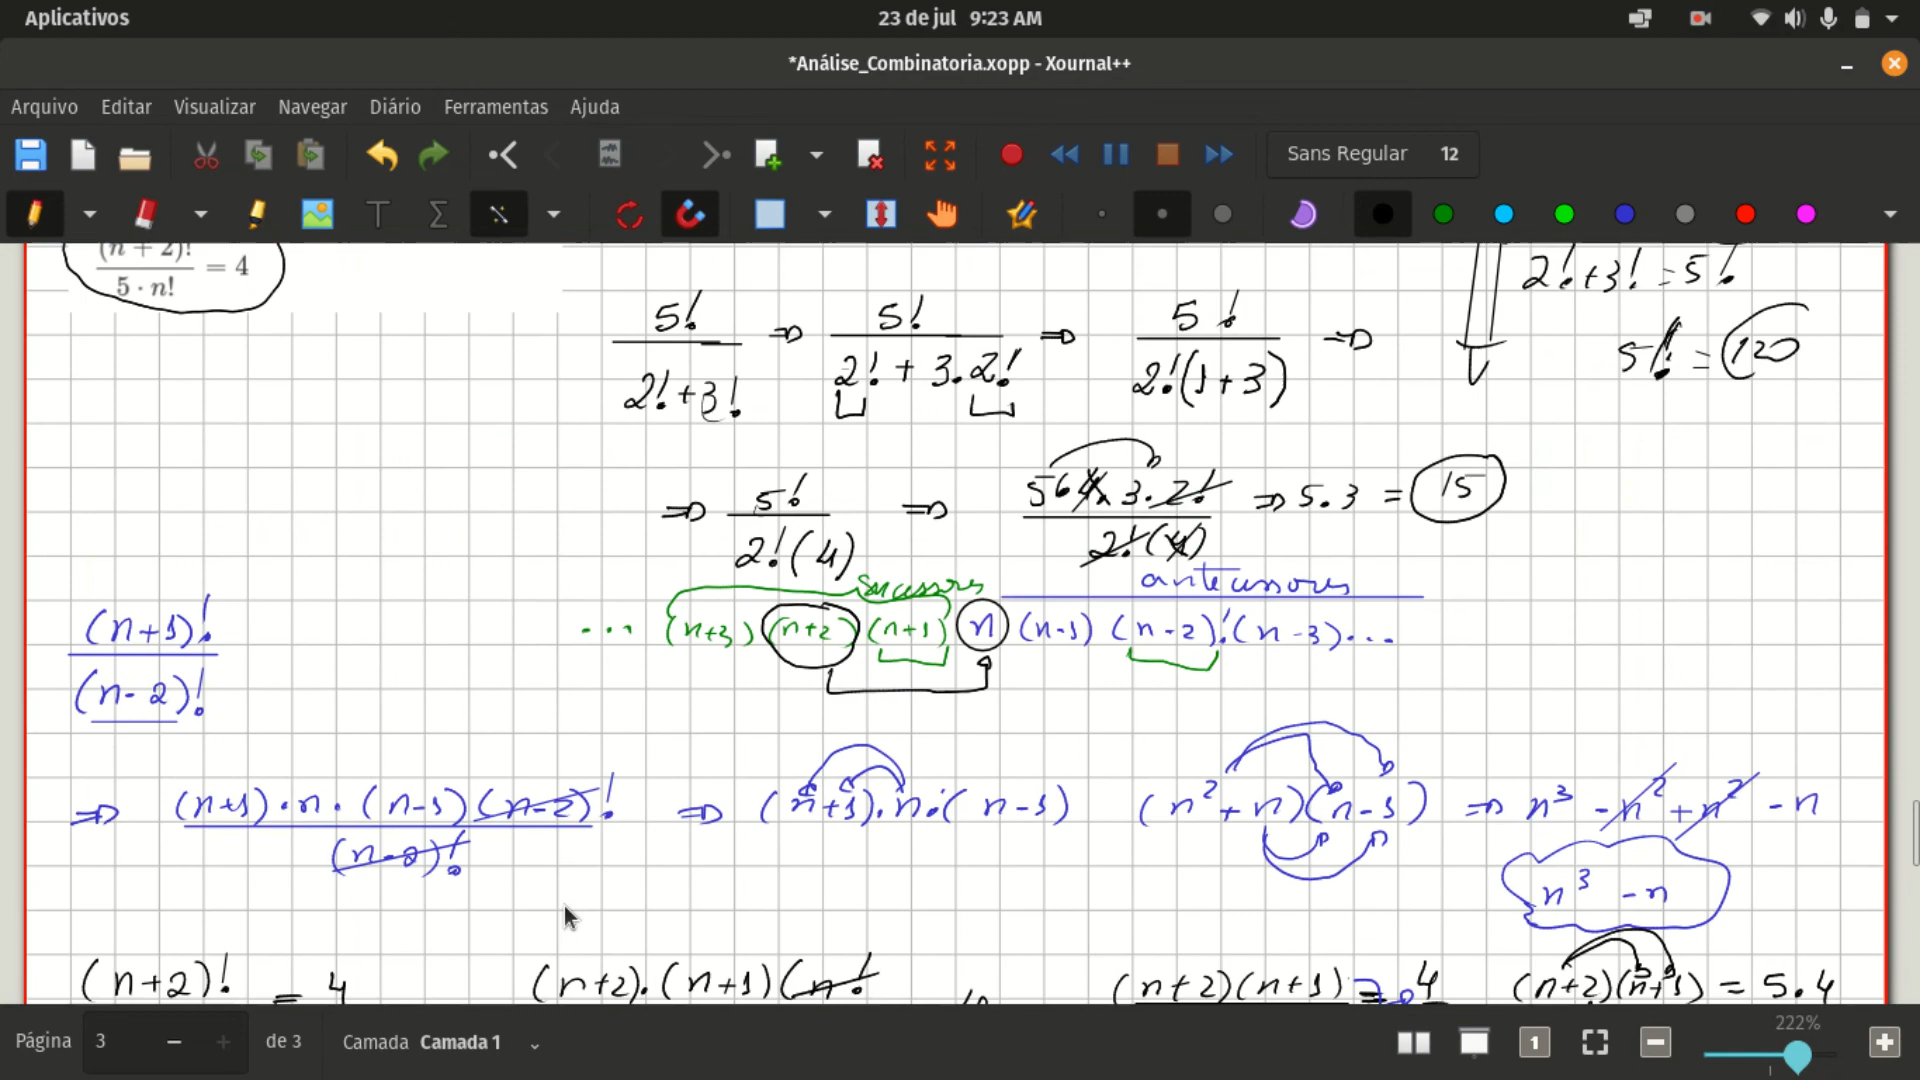 Aplicativos 23 de jul 9:23 AM
*Análise_Combinatoria.xopp - Xournal++
Arquivo Editar Visualizar Navegar Diário Ferramentas Ajuda
Sans Regular 12
(n + 2)! / 5 · n! = 4
2! + 3! = 5!
5! / 2! + 3! ⇒ 5! / 2! + 3.2! ⇒ 5! / 2!(1+3) ⇒
5! = 120
⇒ 5! / 2!(4) ⇒ 5.4.3.2! / 2!(4) ⇒ 5.3 = 15
sucessores antecessores
... (n+3) (n+2) (n+1) n (n-1) (n-2)! (n-3)...
(n+1)! / (n-2)!
⇒ (n+1).n.(n-1)(n-2)! / (n-2)! ⇒ (n+1).n.(n-1) (n²+n)(n-1) ⇒ n³ - n² + n² - n
n³ - n
(n+2)! = 4 (n+2).(n+1)(n! (n+2)(n+1) = 4 (n+2)(n+1) = 5.4
Página 3 de 3 Camada Camada 1 1 222%